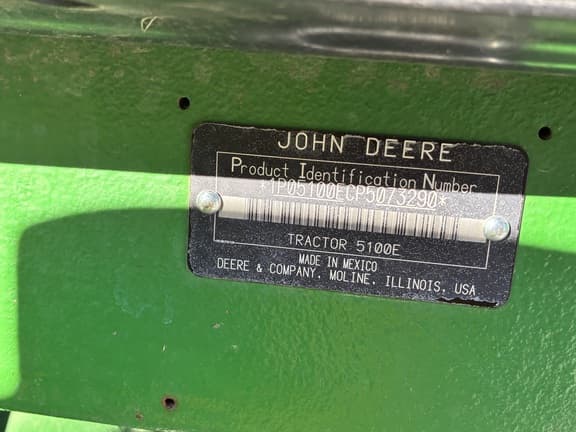 JOHN DEERE
Product Identification Number
*1P05100ECP5073290*
TRACTOR 5100E
MADE IN MEXICO
DEERE & COMPANY, MOLINE, ILLINOIS, USA